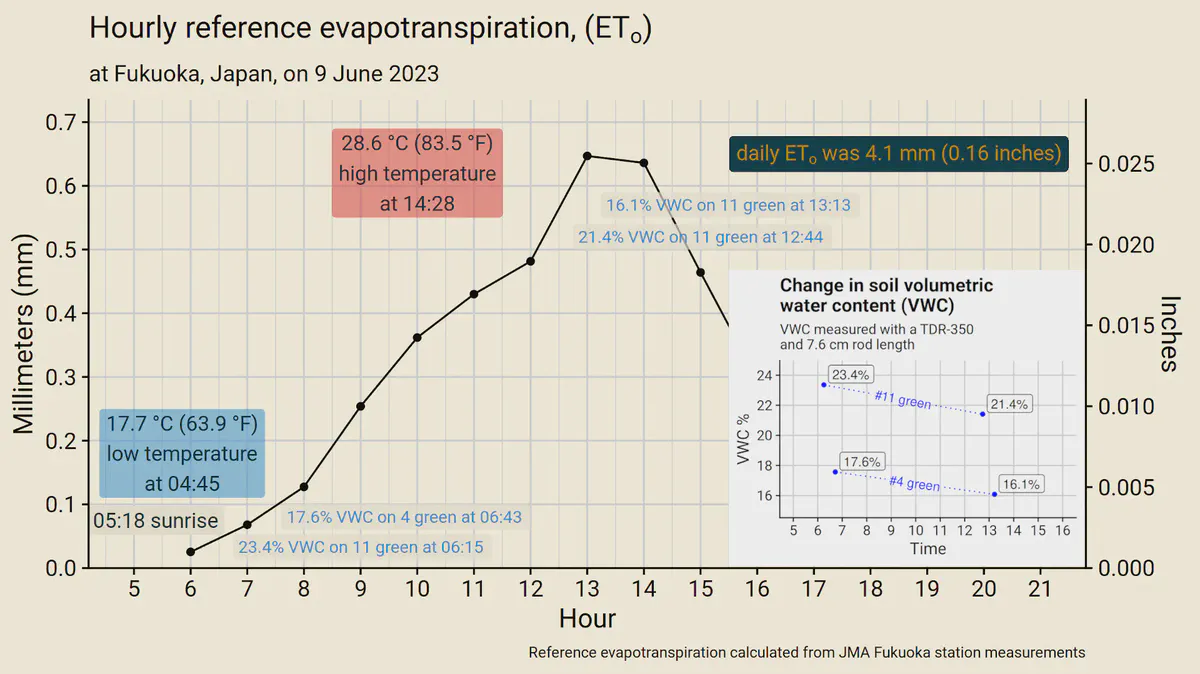 Hourly reference evapotranspiration, (ETo)
at Fukuoka, Japan, on 9 June 2023
Millimeters (mm)
0.7
0.6
0.5
0.4
0.3
0.2
0.1
0.0
28.6 °C (83.5 °F)
high temperature
at 14:28
daily ETo was 4.1 mm (0.16 inches)
16.1% VWC on 11 green at 13:13
21.4% VWC on 11 green at 12:44
17.7 °C (63.9 °F)
low temperature
at 04:45
05:18 sunrise
17.6% VWC on 4 green at 06:43
23.4% VWC on 11 green at 06:15
Change in soil volumetric
water content (VWC)
VWC measured with a TDR-350
and 7.6 cm rod length
VWC %
24
22
20
18
16
23.4%
#11 green
21.4%
17.6%
#4 green
16.1%
5 6 7 8 9 10 11 12 13 14 15 16
Time
0.025
0.020
0.015
0.010
0.005
0.000
Inches
5 6 7 8 9 10 11 12 13 14 15 16 17 18 19 20 21
Hour
Reference evapotranspiration calculated from JMA Fukuoka station measurements